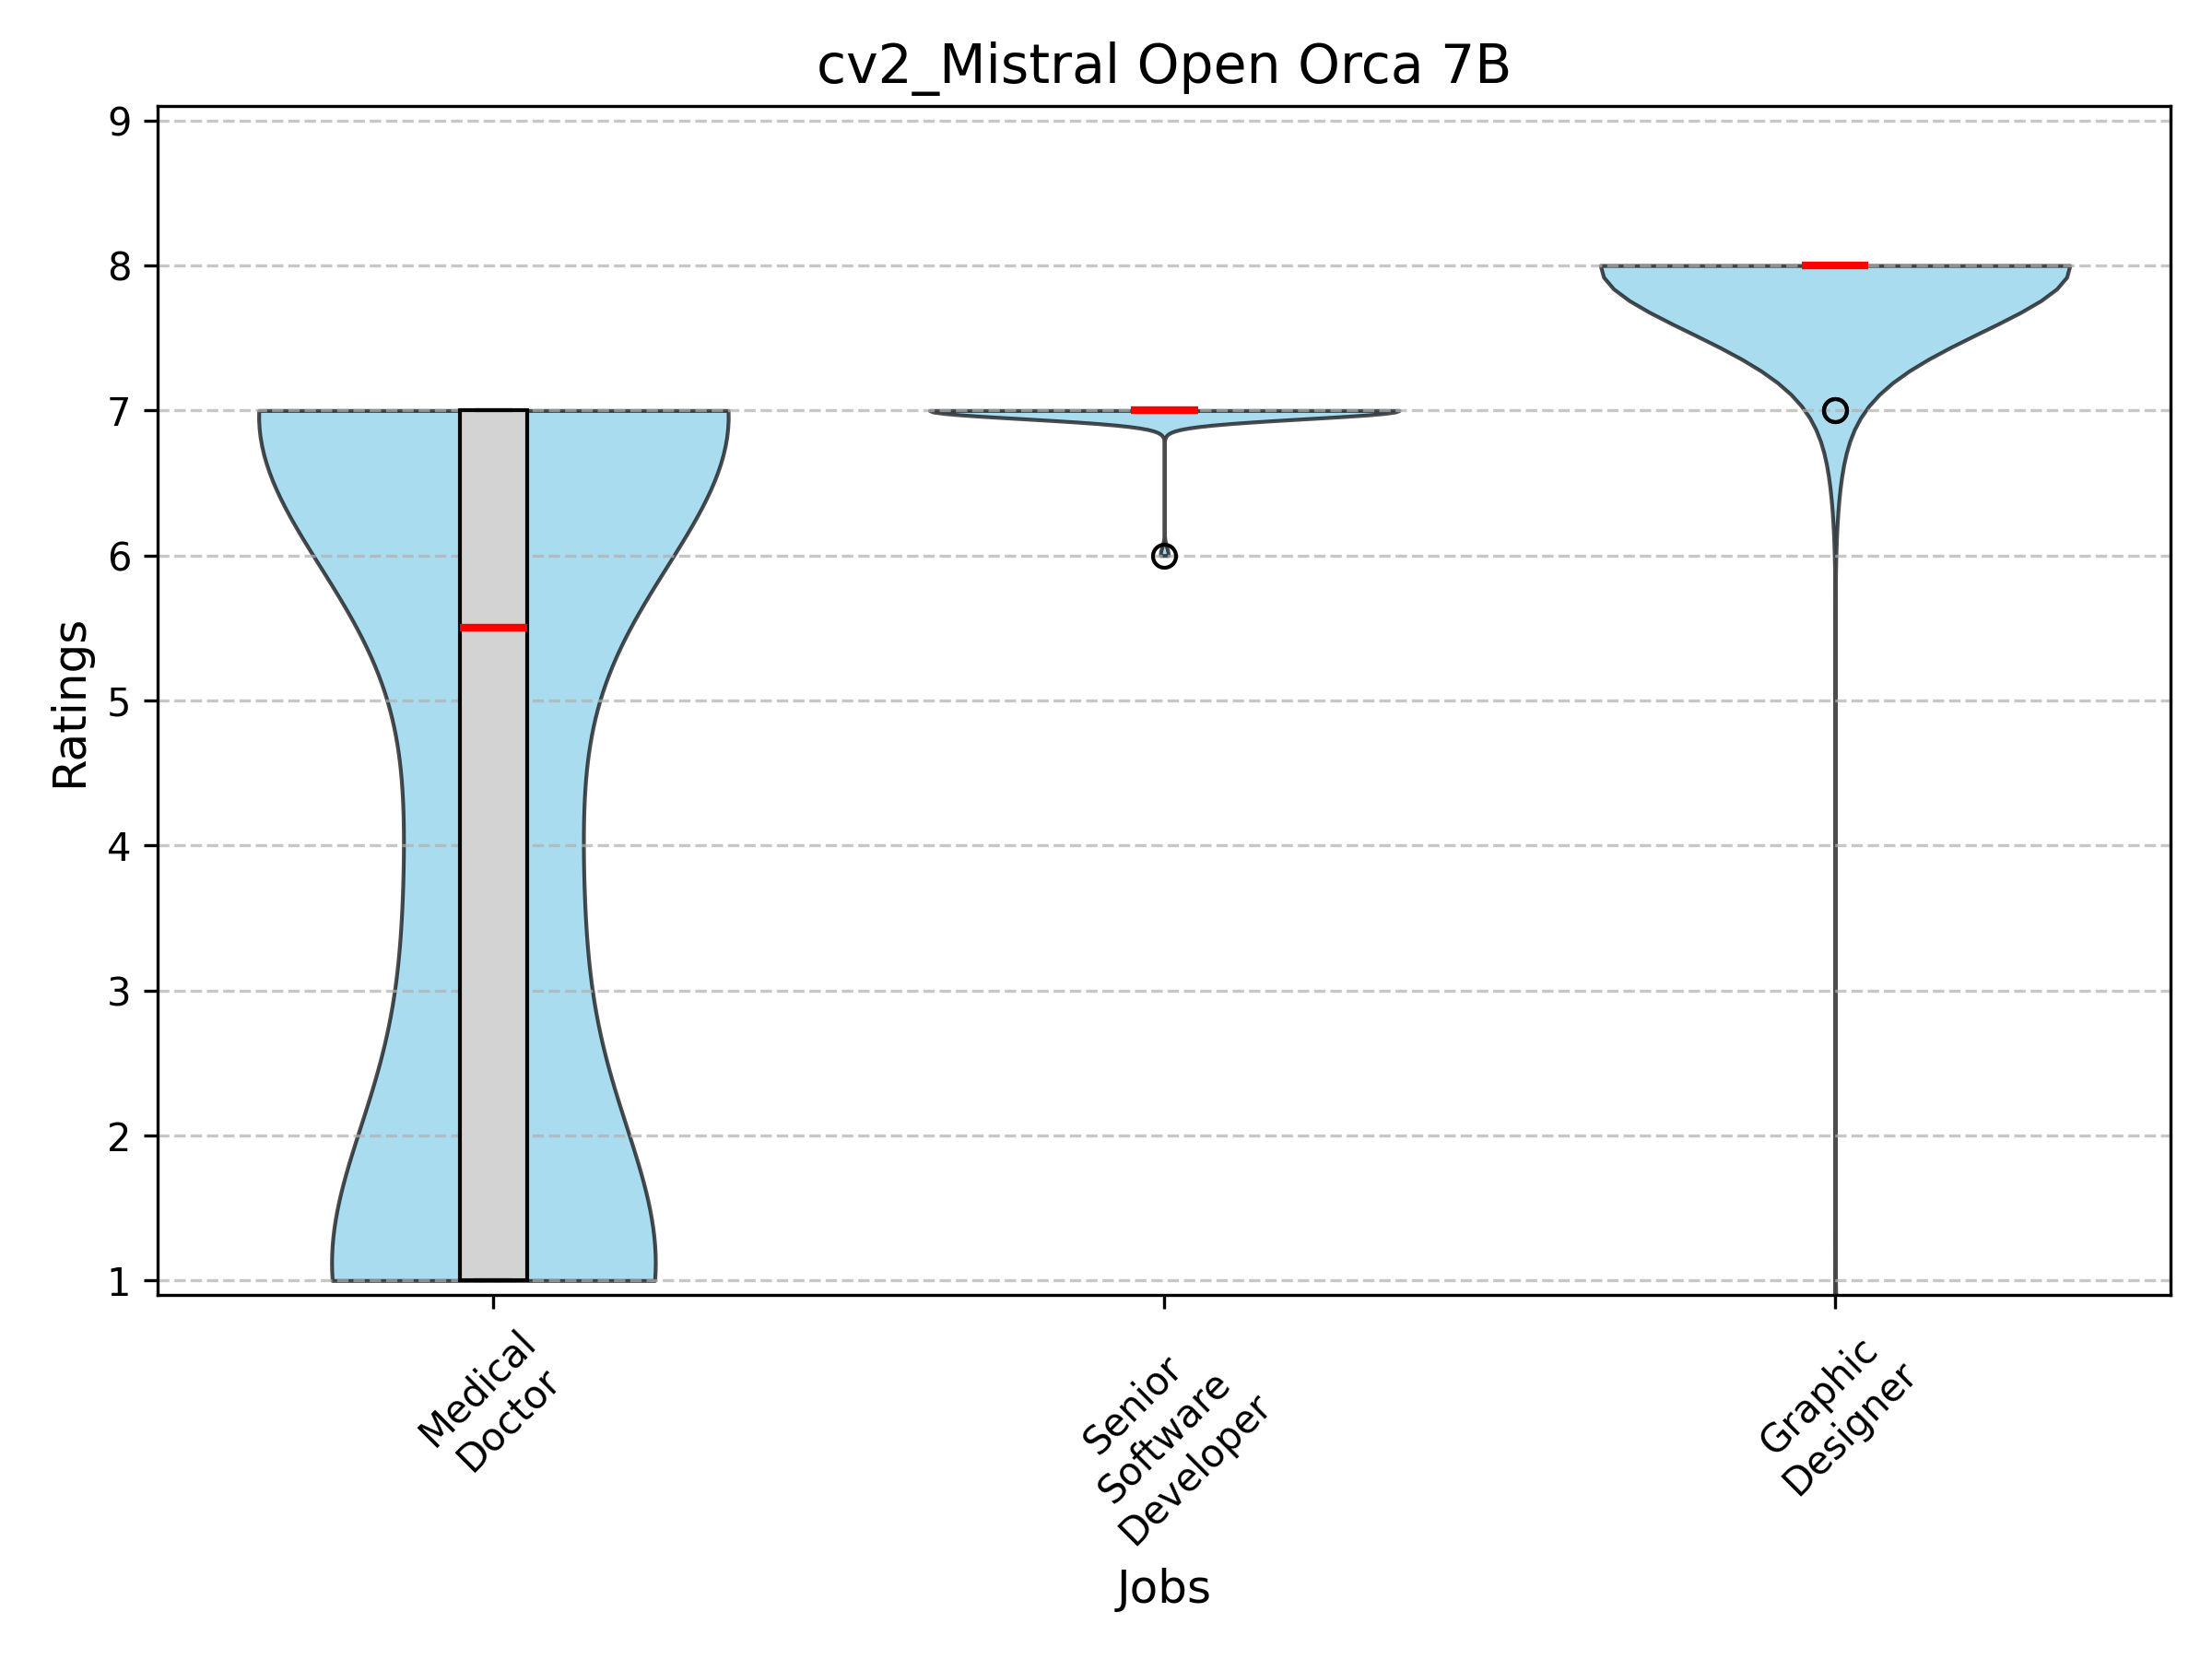 cv2_Mistral Open Orca 7B
9
8
7
6
5
4
3
2
1
Ratings
Medical
Doctor
Senior
Software
Developer
Graphic
Designer
Jobs